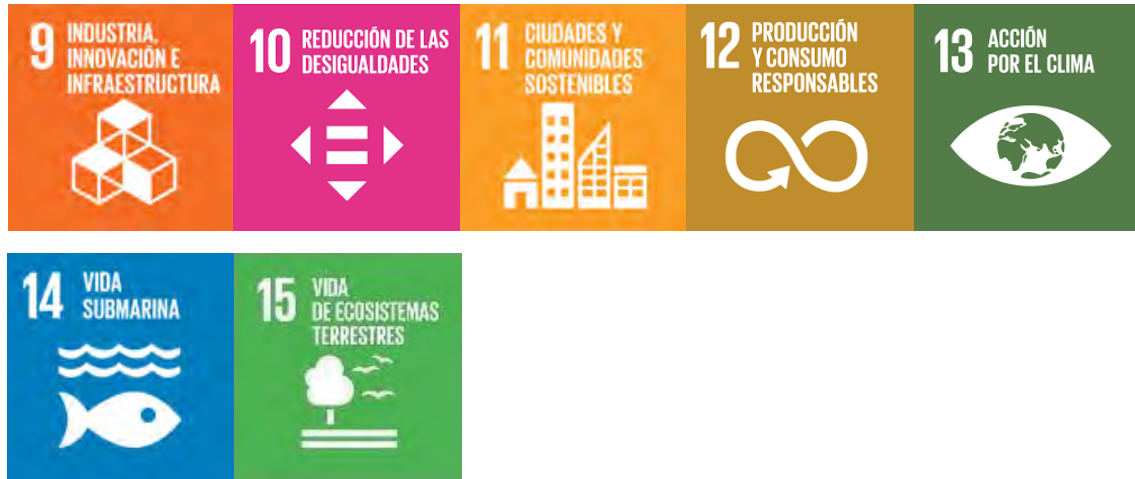 9 INDUSTRIA,
INNOVACIÓN E
INFRAESTRUCTURA
10 REDUCCIÓN DE LAS
DESIGUALDADES
11 CIUDADES Y
COMUNIDADES
SOSTENIBLES
12 PRODUCCIÓN
Y CONSUMO
RESPONSABLES
13 ACCIÓN
POR EL CLIMA
14 VIDA
SUBMARINA
15 VIDA
DE ECOSISTEMAS
TERRESTRES